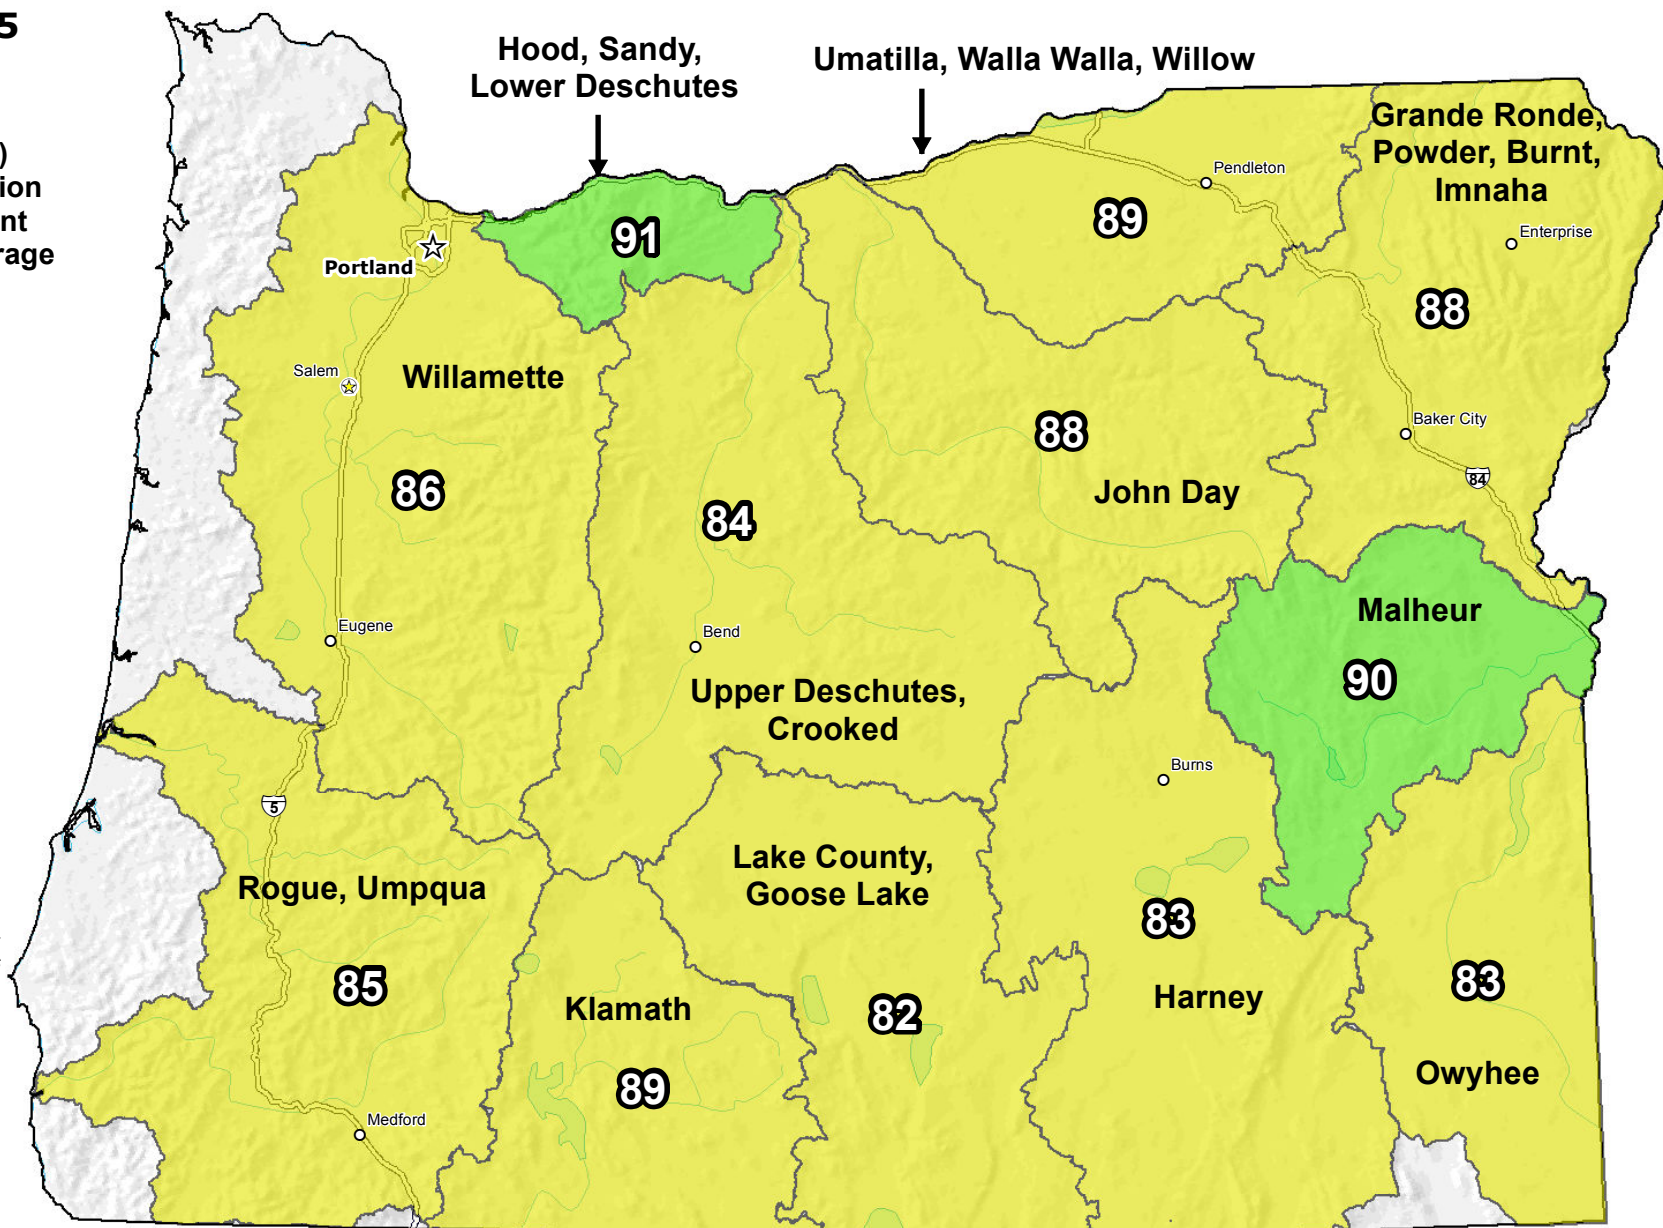 5
)
ion
nt
rage
Hood, Sandy,
Lower Deschutes
Umatilla, Walla Walla, Willow
Grande Ronde,
Powder, Burnt,
Imnaha
Pendleton
Enterprise
89
91
Portland
88
Salem
Willamette
Baker City
88
84
86
John Day
84
Malheur
Eugene
Bend
90
Upper Deschutes,
Crooked
Burns
5
Lake County,
Goose Lake
Rogue, Umpqua
83
85
83
Klamath
82
Harney
Owyhee
89
Medford